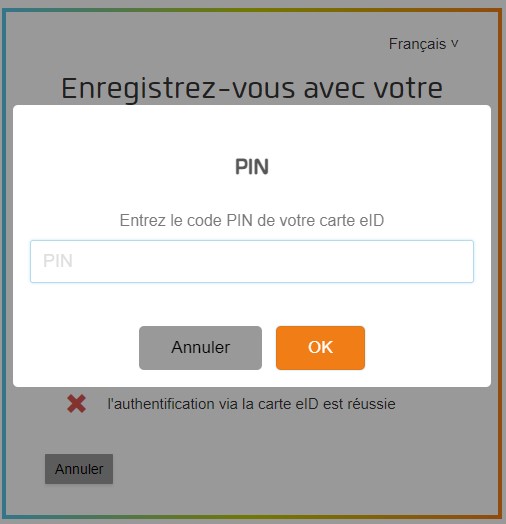 Français ˅
Enregistrez-vous avec votre
PIN
Entrez le code PIN de votre carte eID
PIN
Annuler
OK
l'authentification via la carte eID est réussie
Annuler